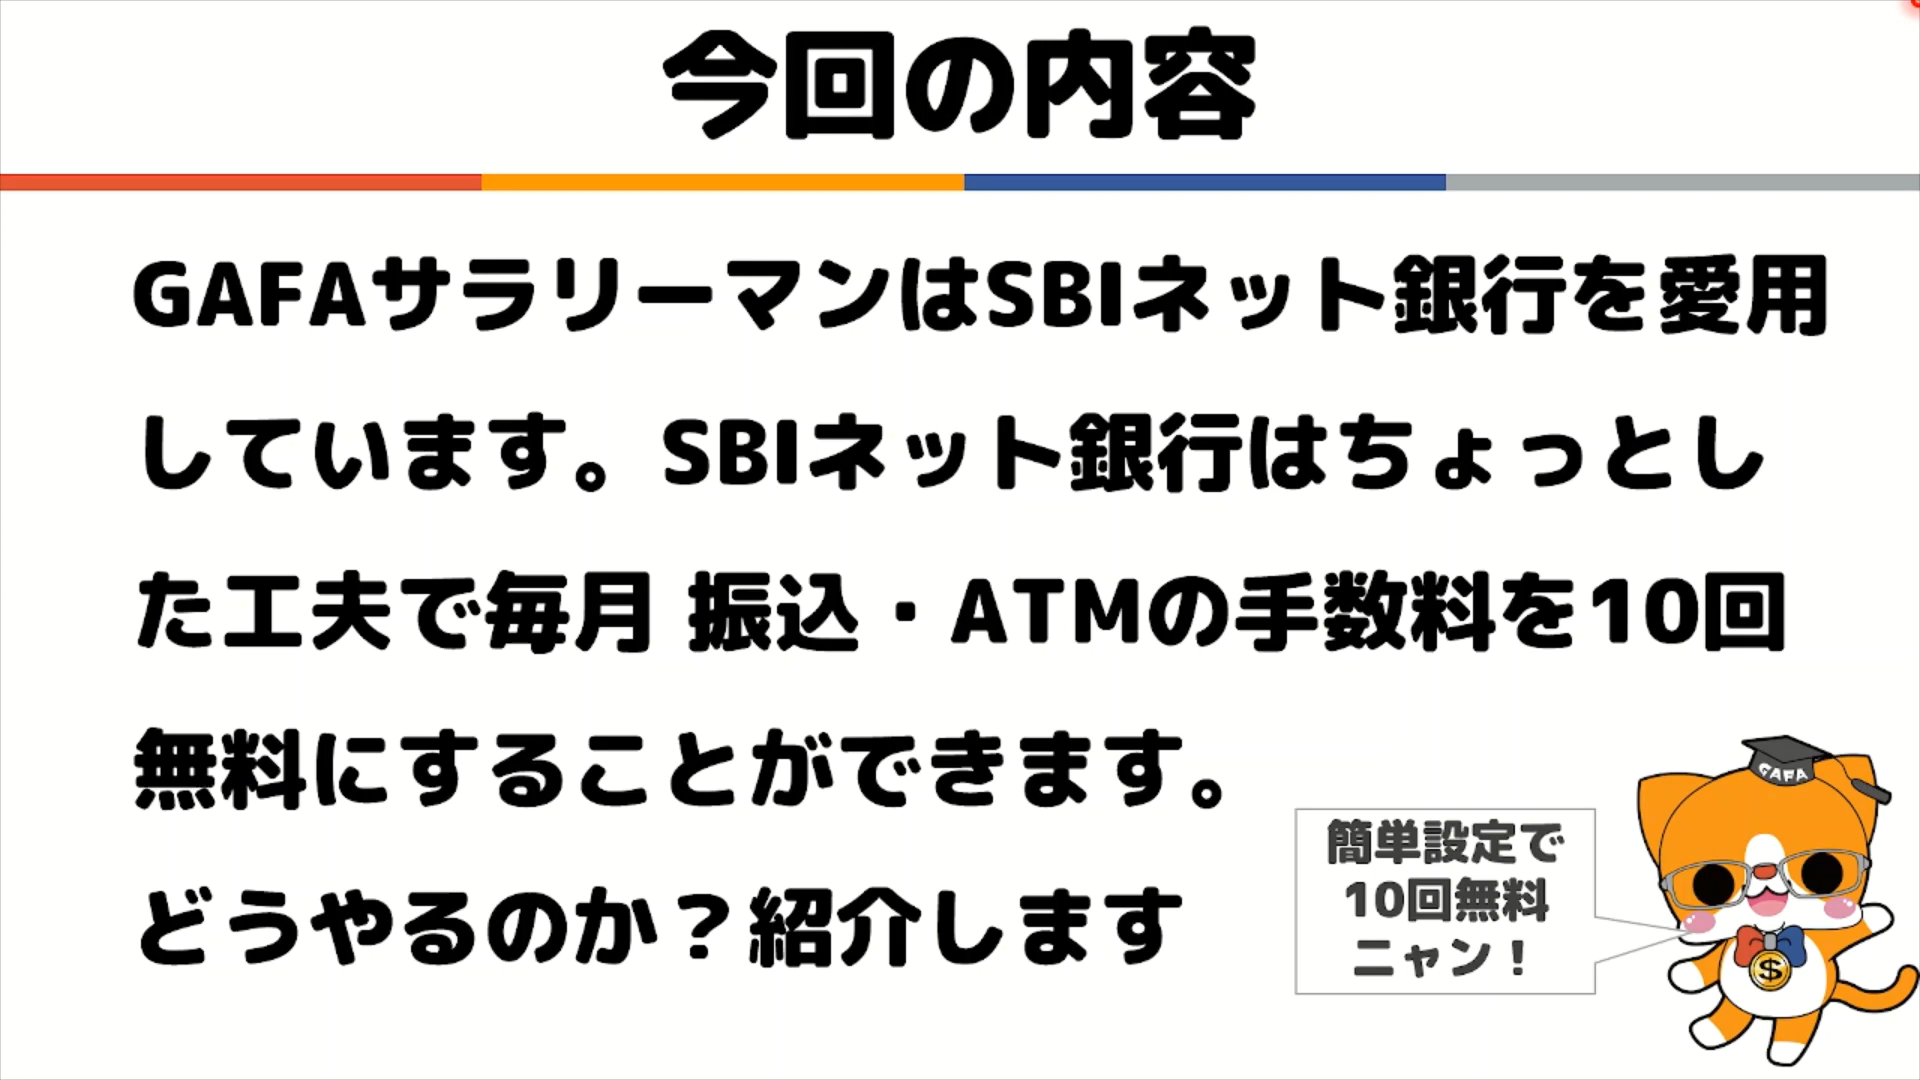 今回の内容
GAFAサラリーマンはSBIネット銀行を愛用
しています。SBIネット銀行はちょっとし
た工夫で毎月 振込・ATMの手数料を10回
無料にすることができます。
どうやるのか？紹介します
簡単設定で
10回無料
ニャン！
GAFA
$